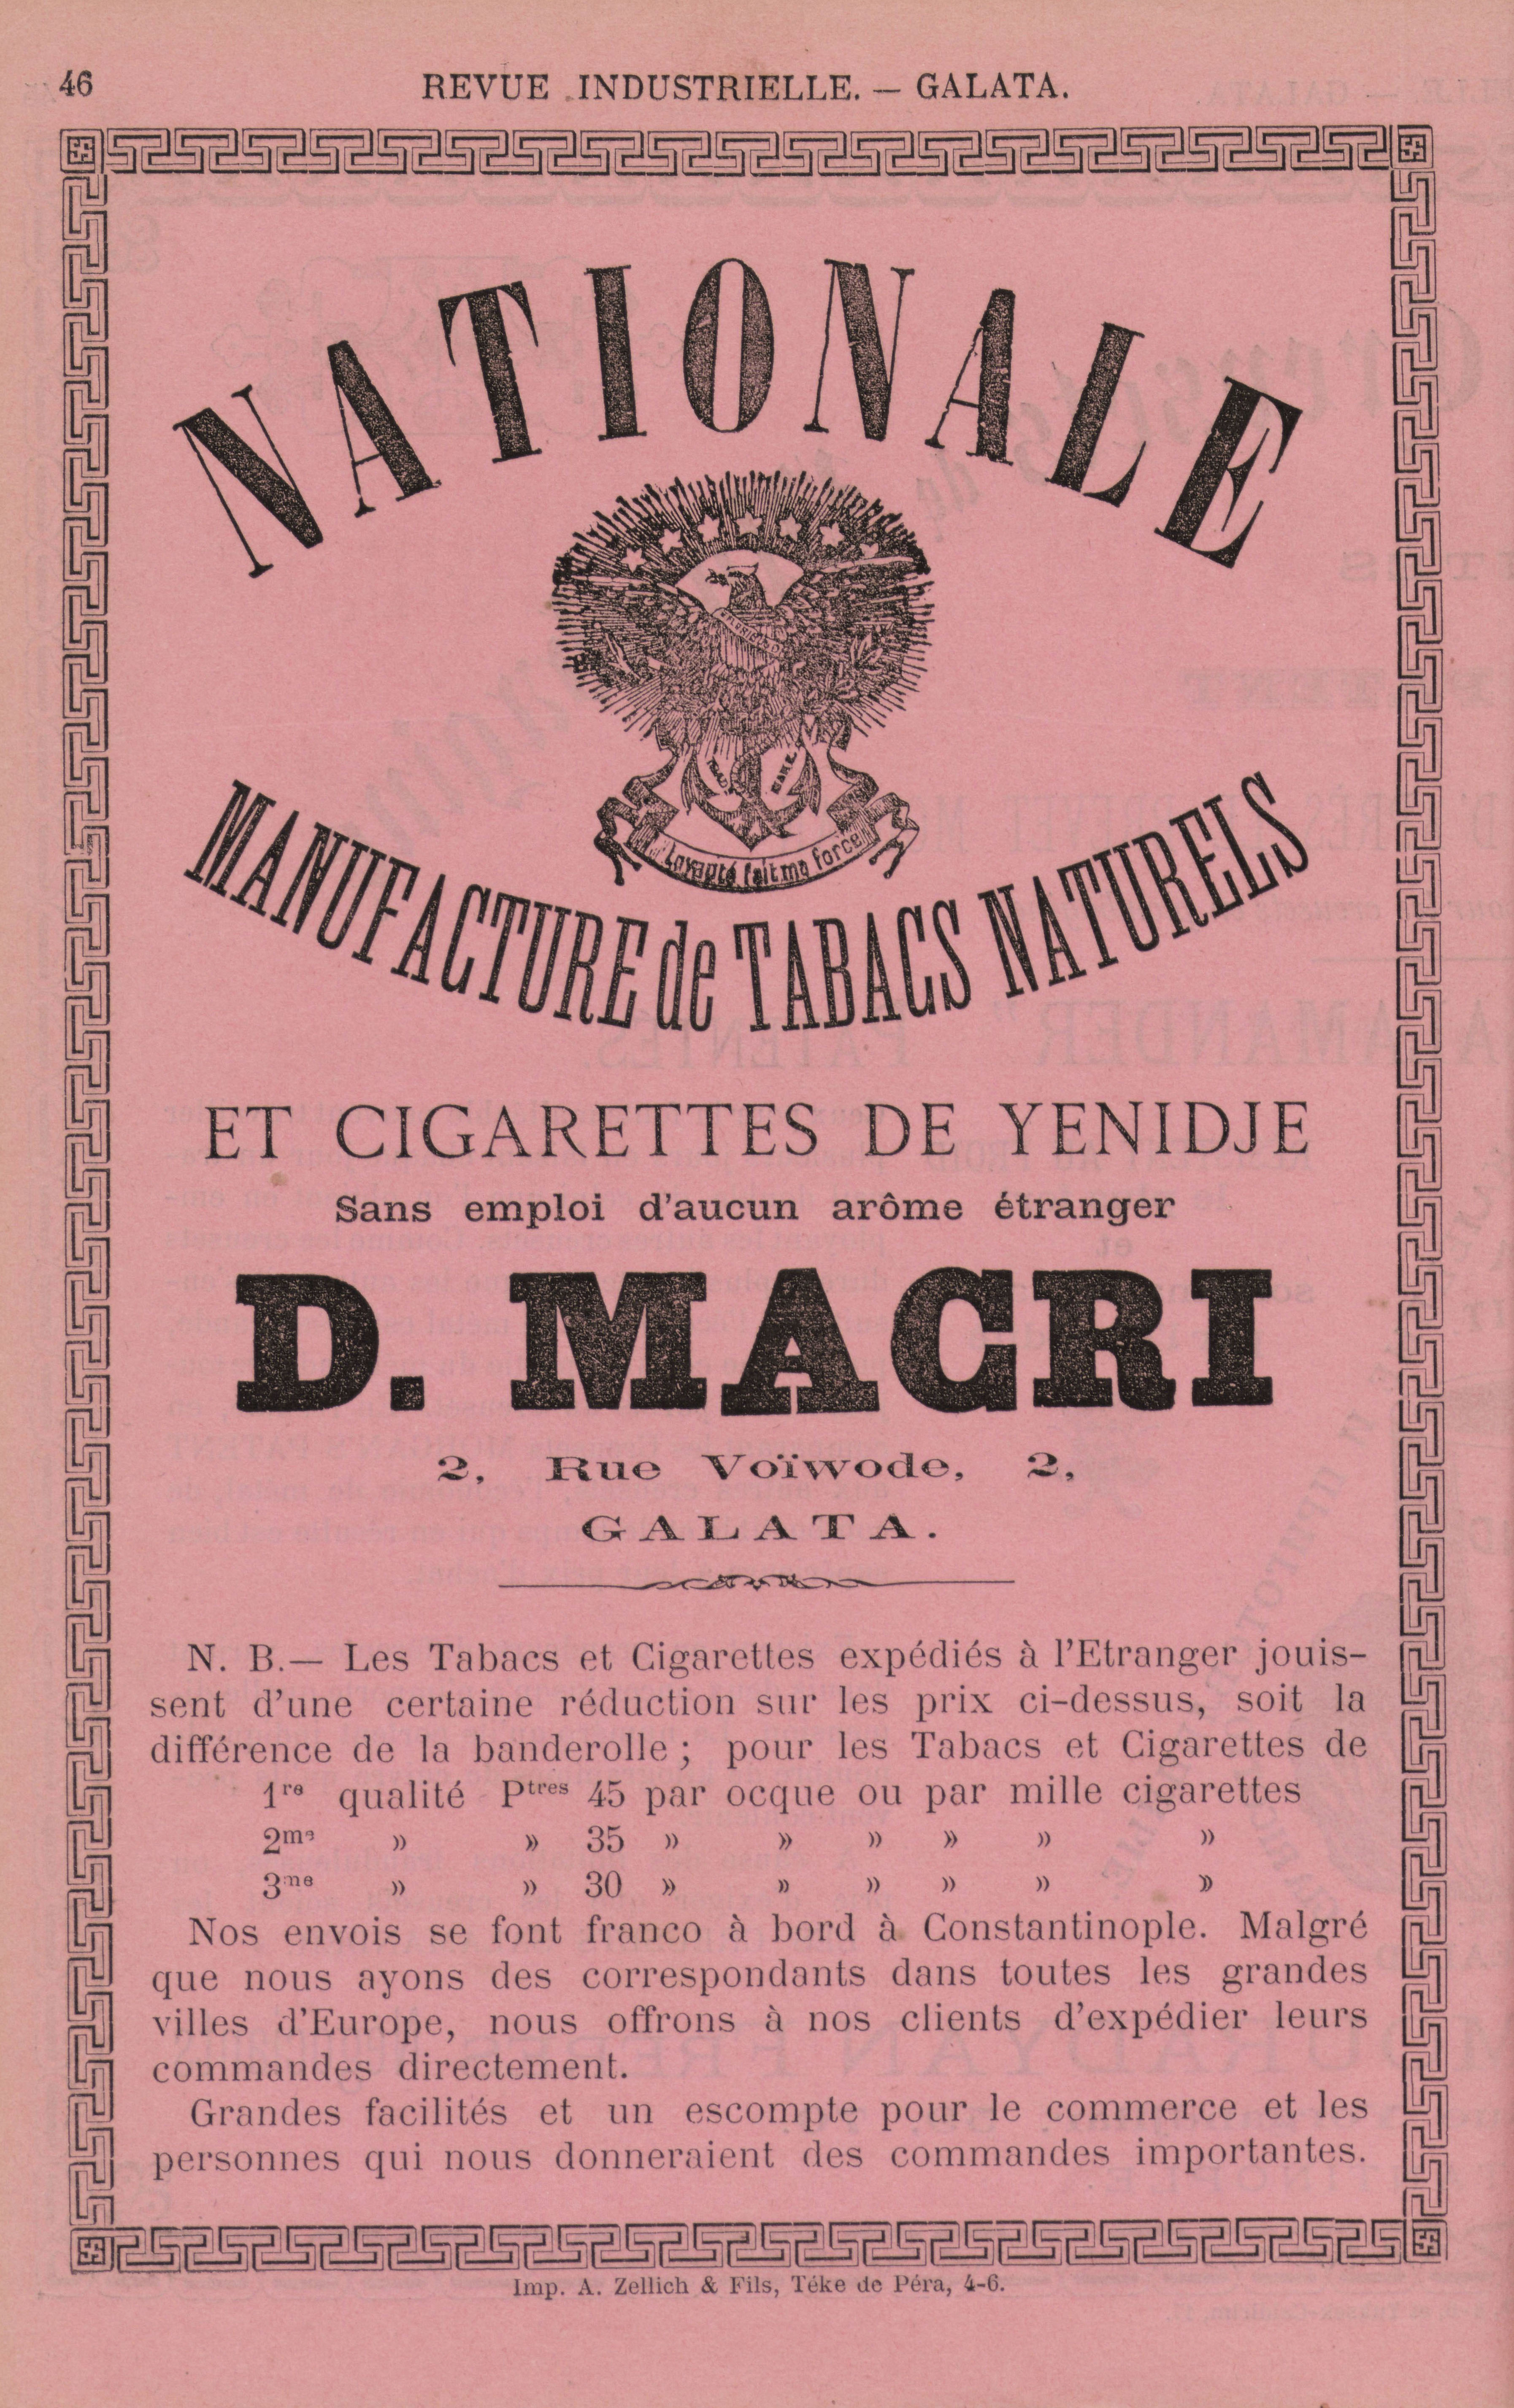 46
REVUE INDUSTRIELLE. — GALATA.
NATIONALE
Loyauté fait ma force
MANUFACTURE de TABACS NATURELS
ET CIGARETTES DE YENIDJE
Sans emploi d'aucun arôme étranger
D. MACRI
2, Rue Voïwode, 2,
GALATA.
N. B.— Les Tabacs et Cigarettes expédiés à l'Etranger jouis-
sent d'une certaine réduction sur les prix ci-dessus, soit la
différence de la banderolle ; pour les Tabacs et Cigarettes de
1re qualité Ptres 45 par ocque ou par mille cigarettes
2me » » 35 » » » » » »
3me » » 30 » » » » » »
Nos envois se font franco à bord à Constantinople. Malgré
que nous ayons des correspondants dans toutes les grandes
villes d'Europe, nous offrons à nos clients d'expédier leurs
commandes directement.
Grandes facilités et un escompte pour le commerce et les
personnes qui nous donneraient des commandes importantes.
Imp. A. Zellich & Fils, Téke de Péra, 4-6.